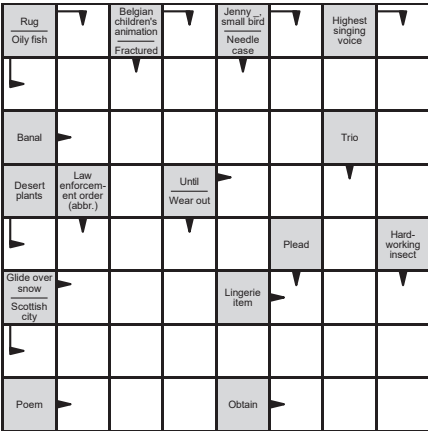 Rug
Oily fish
Belgian
children's
animation
Fractured
Jenny _,
small bird
Needle
case
Highest
singing
voice
Banal
Trio
Desert
plants
Law
enforcem-
ent order
(abbr.)
Until
Wear out
Plead
Hard-
working
insect
Glide over
snow
Scottish
city
Lingerie
item
Poem
Obtain